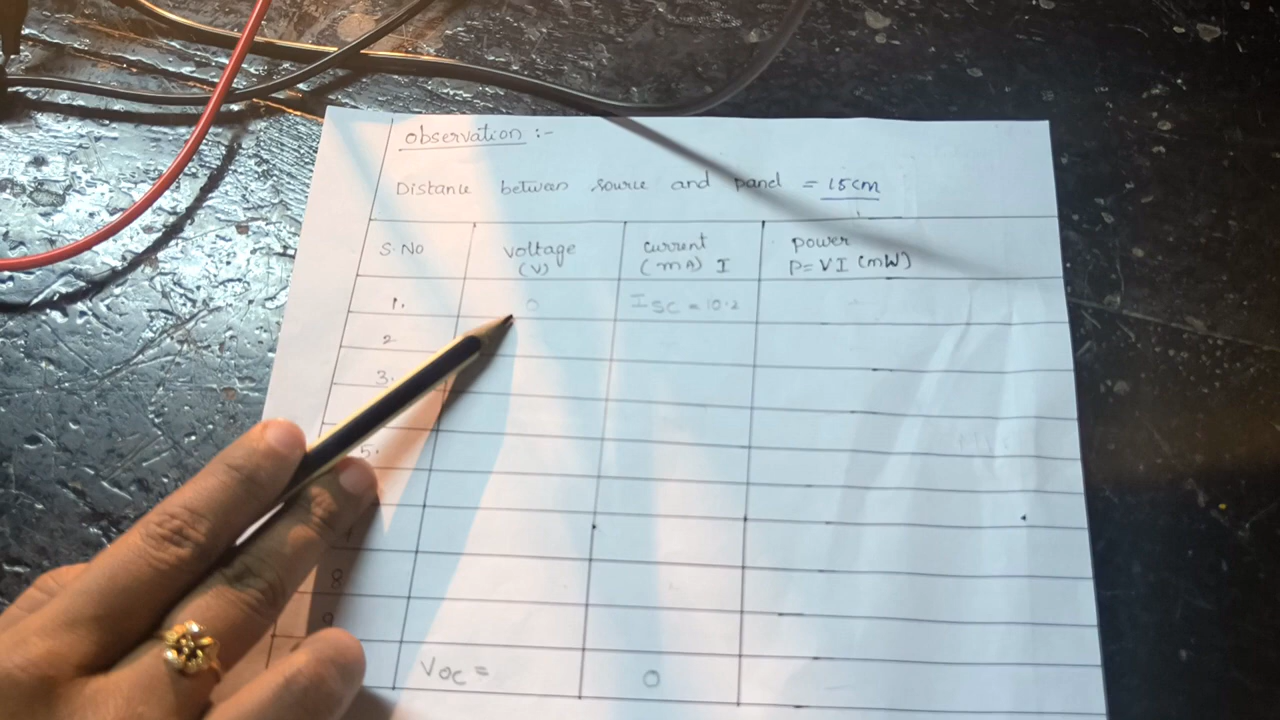 Observation :-
Distance between source and panel = 15cm
S.No voltage (V) current (mA) I power P=VI (mW)
1. 0 Isc = 10.2
2
3.
5.
8
9
Voc = 0